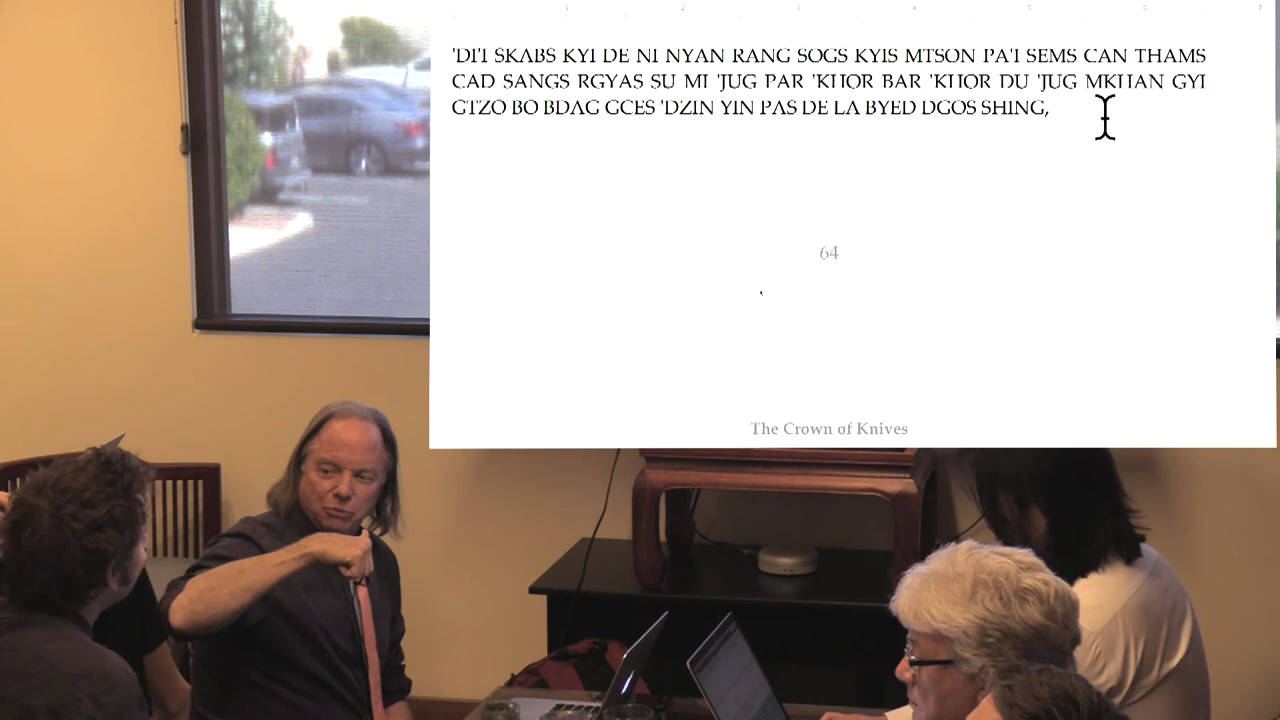 'DI'I SKABS KYI DE NI NYAN RANG SOGS KYIS MTSON PA'I SEMS CAN THAMS
CAD SANGS RGYAS SU MI 'JUG PAR 'KHOR BAR 'KHOR DU 'JUG MKHAN GYI
GTZO BO BDAG GCES 'DZIN YIN PAS DE LA BYED DGOS SHING,
64
The Crown of Knives